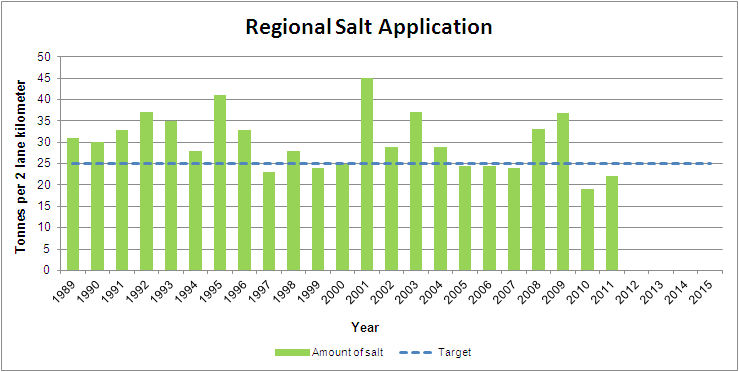 Regional Salt Application
Tonnes per 2 lane kilometer
50
45
40
35
30
25
20
15
10
5
0
1989 1990 1991 1992 1993 1994 1995 1996 1997 1998 1999 2000 2001 2002 2003 2004 2005 2006 2007 2008 2009 2010 2011 2012 2013 2014 2015
Year
Amount of salt Target